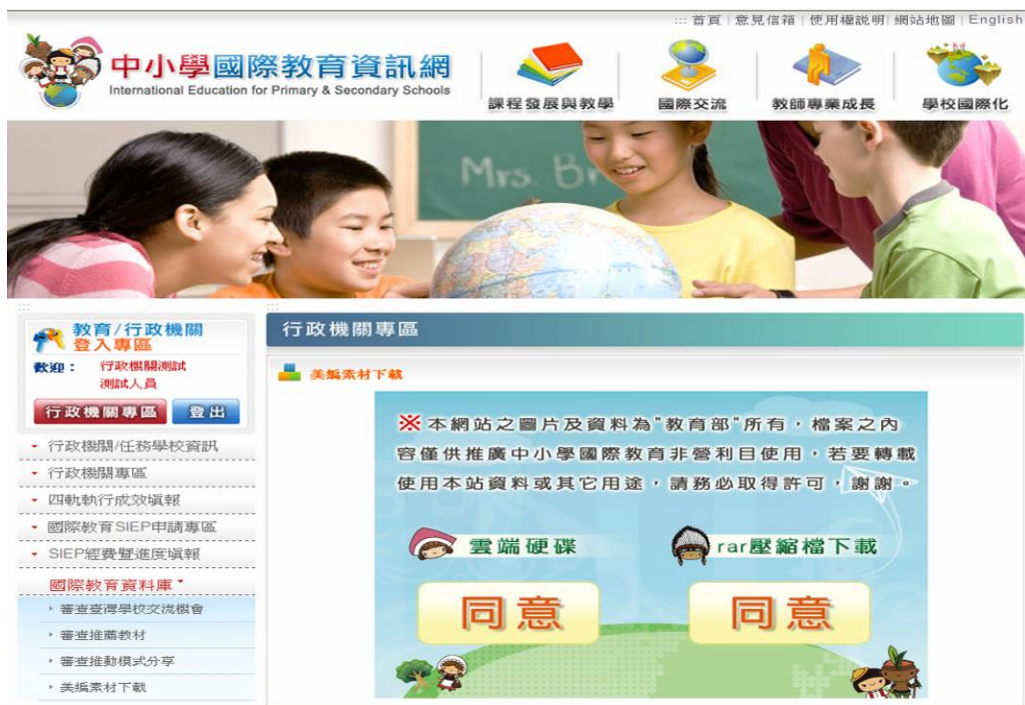 ::: 首頁 | 意見信箱 | 使用權說明 | 網站地圖 | English
中小學國際教育資訊網
International Education for Primary & Secondary Schools
課程發展與教學
國際交流
教師專業成長
學校國際化
Mrs. Br
教育/行政機關
登入專區
歡迎： 行政機關測試
測試人員
行政機關專區 登出
行政機關/任務學校資訊
行政機關專區
四軌執行成效填報
國際教育SIEP申請專區
SIEP經費暨進度填報
國際教育資料庫
審查臺灣學校交流機會
審查推薦教材
審查推動模式分享
美編素材下載
行政機關專區
美編素材下載
※本網站之圖片及資料為"教育部"所有，檔案之內
容僅供推廣中小學國際教育非營利目使用，若要轉載
使用本站資料或其它用途，請務必取得許可，謝謝。
雲端硬碟
rar壓縮檔下載
同意
同意